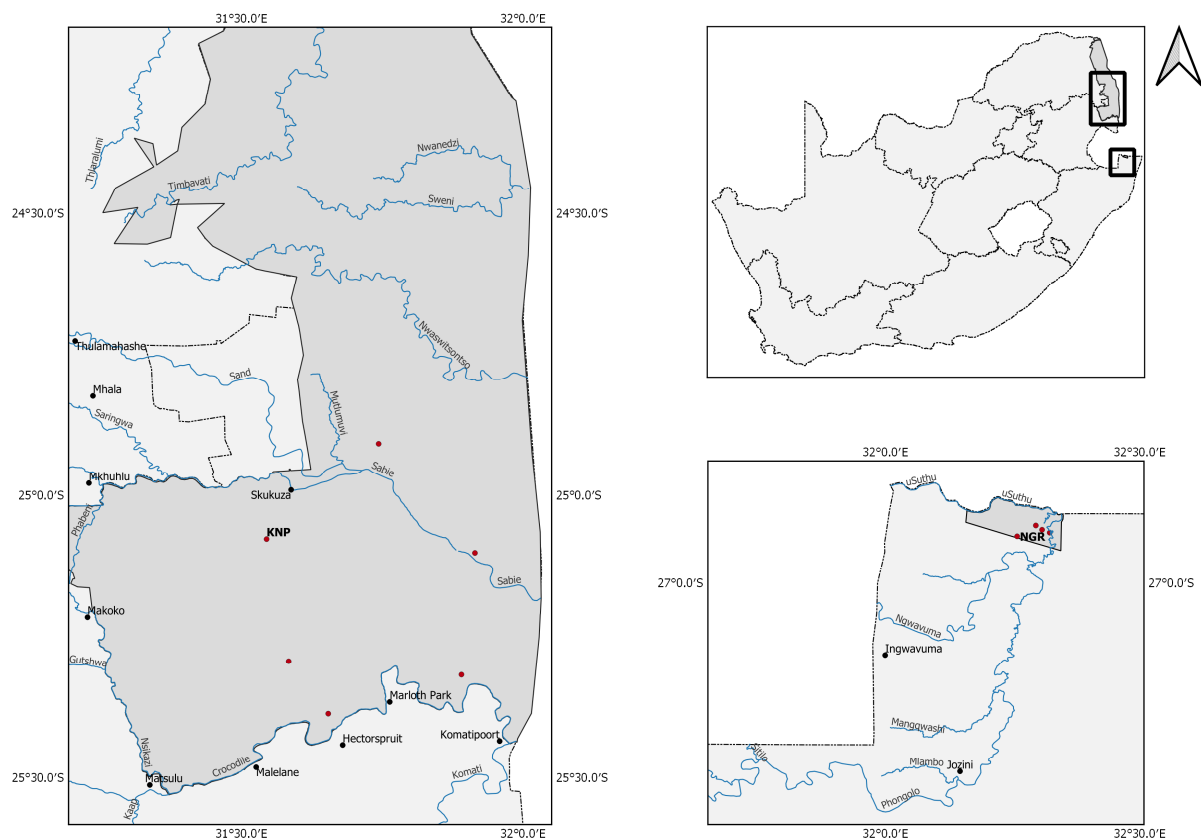 31°30.0'E
32°0.0'E
Thlaralumi
Timbavati
Nwanedzi
Sweni
24°30.0'S
24°30.0'S
Nwaswitsontso
Thulamahashe
Sand
Mhala
Saringwa
Mutlumuvi
Mkhuhlu
Sabie
Skukuza
25°0.0'S
25°0.0'S
Phabeni
KNP
Sabie
Makoko
Gutshwa
Marloth Park
Komatipoort
Hectorspruit
Nsikazi
Crocodile
Malelane
Matsulu
Komati
25°30.0'S
25°30.0'S
Kaap
31°30.0'E
32°0.0'E
32°0.0'E
32°30.0'E
uSuthu
uSuthu
NGR
27°0.0'S
27°0.0'S
Ngwavuma
Ingwavuma
Mangqwashi
Mlambo
Jozini
Phongolo
32°0.0'E
32°30.0'E